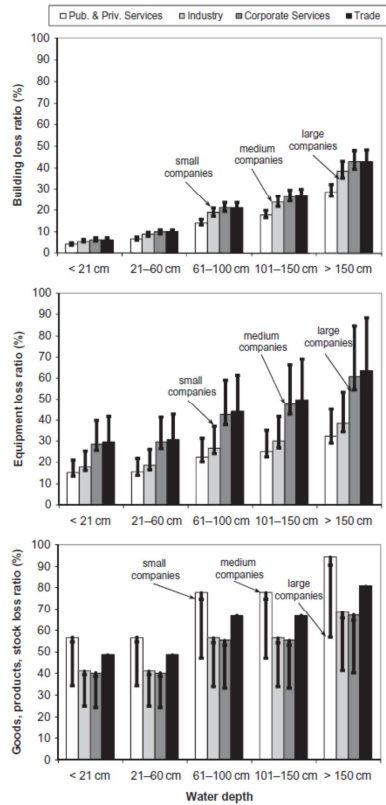 Pub. & Priv. Services Industry Corporate Services Trade
Building loss ratio (%)
100
90
80
70
60
50
40
30
20
10
0
small companies
medium companies
large companies
< 21 cm 21–60 cm 61–100 cm 101–150 cm > 150 cm
Equipment loss ratio (%)
100
90
80
70
60
50
40
30
20
10
0
small companies
medium companies
large companies
< 21 cm 21–60 cm 61–100 cm 101–150 cm > 150 cm
Goods, products, stock loss ratio (%)
100
90
80
70
60
50
40
30
20
10
0
small companies
medium companies
large companies
< 21 cm 21–60 cm 61–100 cm 101–150 cm > 150 cm
Water depth